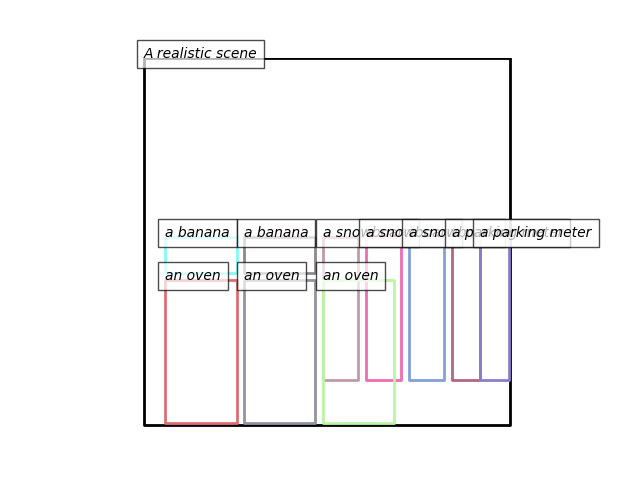 A realistic scene
a banana a banana a sno a sno a sno a p a parking meter
an oven an oven an oven